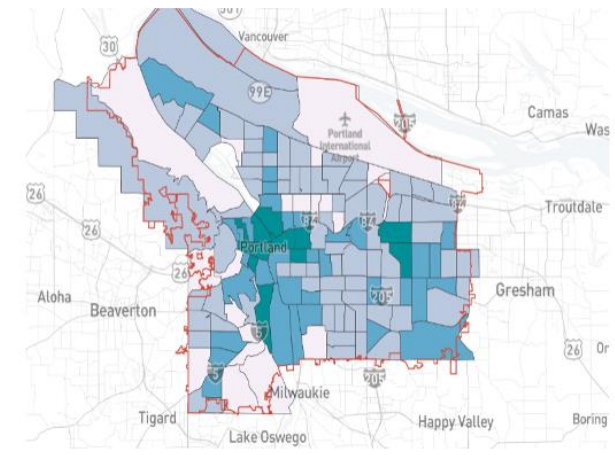 30
Vancouver
99E
205
Camas
Was
Portland
International
Airport
26
84
84
Troutdale
26
Portland
26
205
Gresham
Aloha
Beaverton
5
26
Or
5
205
Milwaukie
Tigard
Happy Valley
Boring
Lake Oswego